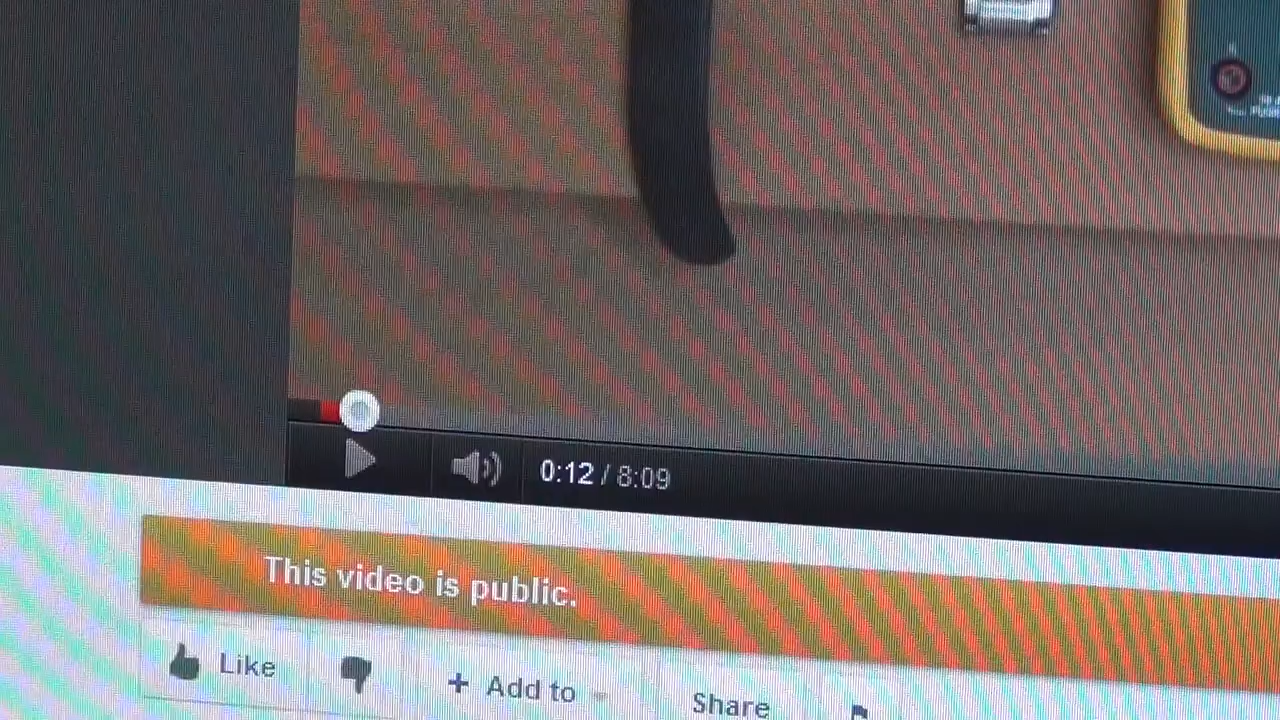 0:12 / 8:09
This video is public.
Like
+ Add to
Share